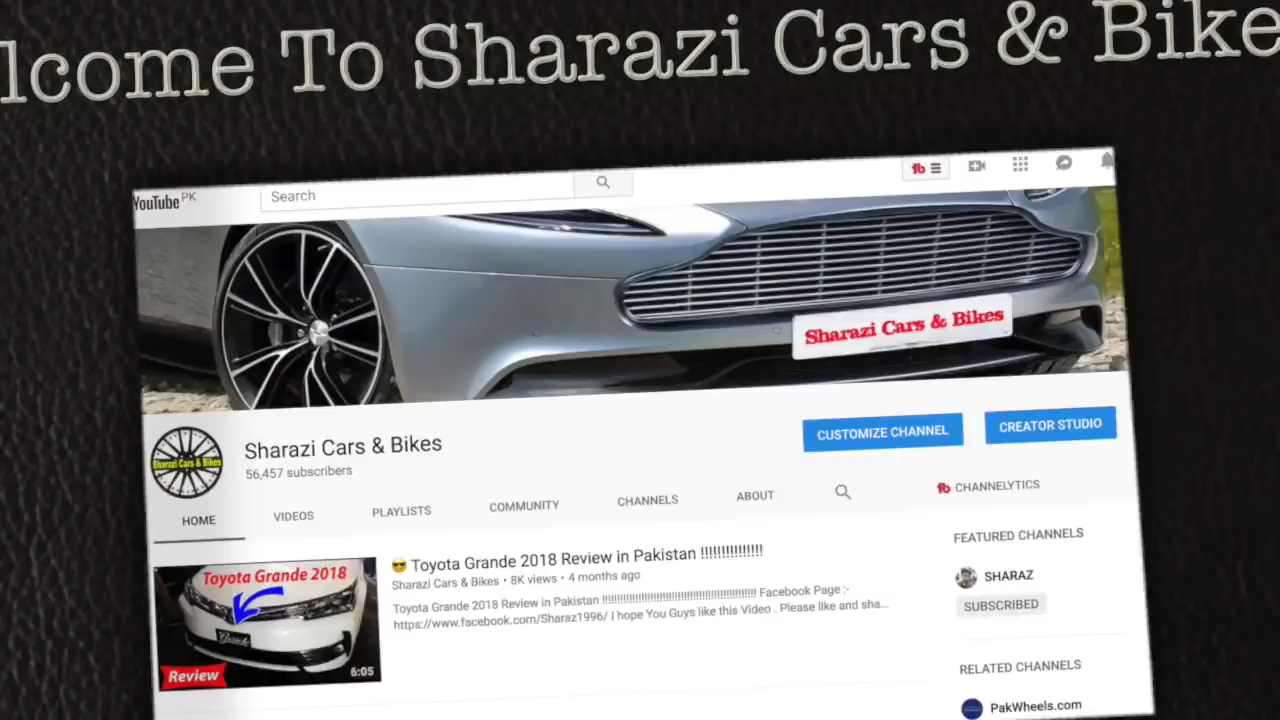 lcome To Sharazi Cars & Bike
YouTube PK
Search
Sharazi Cars & Bikes
Sharazi Cars & Bikes
Sharazi Cars & Bikes
56,457 subscribers
CUSTOMIZE CHANNEL
CREATOR STUDIO
HOME
VIDEOS
PLAYLISTS
COMMUNITY
CHANNELS
ABOUT
CHANNELYTICS
Toyota Grande 2018
Grande
Review
6:05
😎 Toyota Grande 2018 Review in Pakistan !!!!!!!!!!!!!!!
Sharazi Cars & Bikes • 8K views • 4 months ago
Toyota Grande 2018 Review in Pakistan !!!!!!!!!!!!!!!!!!!!!!!!!!!!!!!!!!!!!!!!!!!! Facebook Page :-
https://www.facebook.com/Sharaz1996/ I hope You Guys like this Video . Please like and sha...
FEATURED CHANNELS
SHARAZ
SUBSCRIBED
RELATED CHANNELS
PakWheels.com